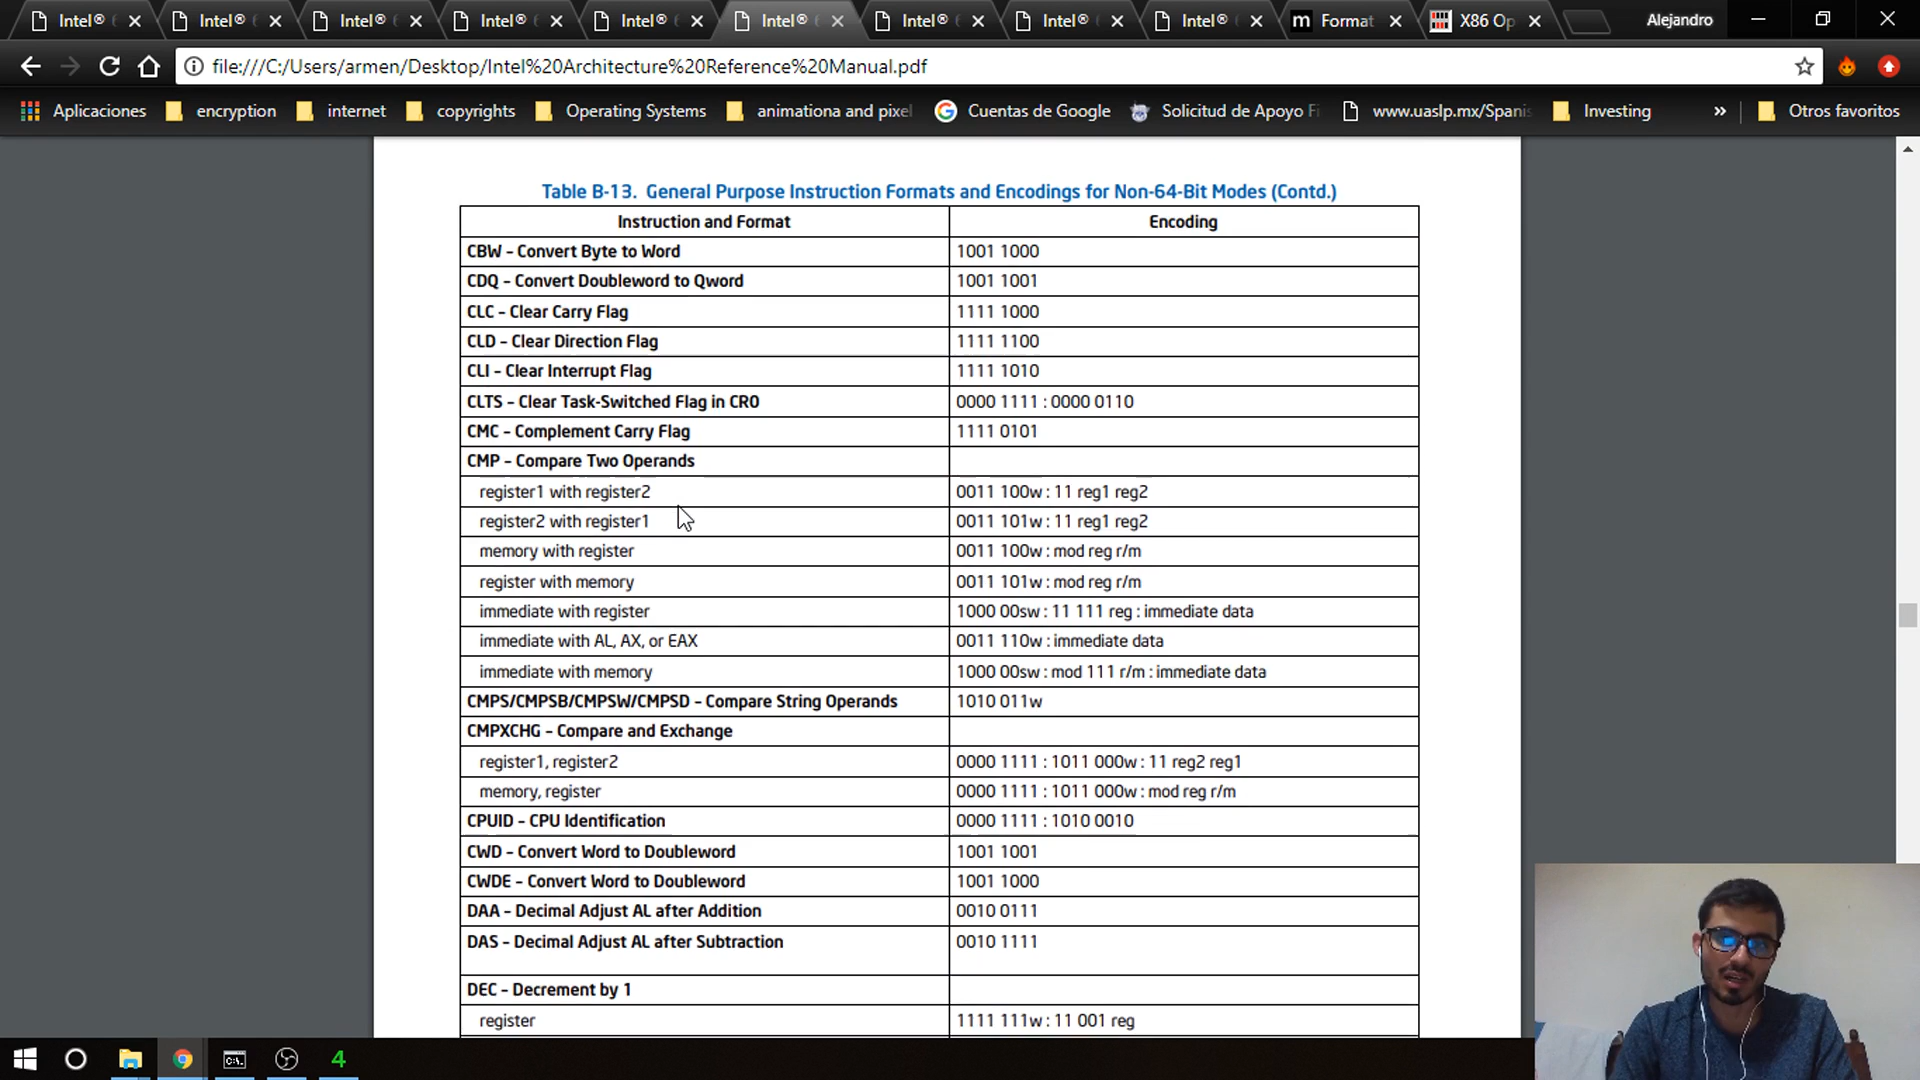 Intel® Intel® Intel® Intel® Intel® Intel® Intel® Intel® Intel® Format X86 Op Alejandro
file:///C:/Users/armen/Desktop/Intel%20Architecture%20Reference%20Manual.pdf
Aplicaciones encryption internet copyrights Operating Systems animationa and pixel Cuentas de Google Solicitud de Apoyo Fi www.uaslp.mx/Spanis Investing » Otros favoritos
Table B-13. General Purpose Instruction Formats and Encodings for Non-64-Bit Modes (Contd.)
Instruction and Format Encoding
CBW – Convert Byte to Word 1001 1000
CDQ – Convert Doubleword to Qword 1001 1001
CLC – Clear Carry Flag 1111 1000
CLD – Clear Direction Flag 1111 1100
CLI – Clear Interrupt Flag 1111 1010
CLTS – Clear Task-Switched Flag in CR0 0000 1111 : 0000 0110
CMC – Complement Carry Flag 1111 0101
CMP – Compare Two Operands
register1 with register2 0011 100w : 11 reg1 reg2
register2 with register1 0011 101w : 11 reg1 reg2
memory with register 0011 100w : mod reg r/m
register with memory 0011 101w : mod reg r/m
immediate with register 1000 00sw : 11 111 reg : immediate data
immediate with AL, AX, or EAX 0011 110w : immediate data
immediate with memory 1000 00sw : mod 111 r/m : immediate data
CMPS/CMPSB/CMPSW/CMPSD – Compare String Operands 1010 011w
CMPXCHG – Compare and Exchange
register1, register2 0000 1111 : 1011 000w : 11 reg2 reg1
memory, register 0000 1111 : 1011 000w : mod reg r/m
CPUID – CPU Identification 0000 1111 : 1010 0010
CWD – Convert Word to Doubleword 1001 1001
CWDE – Convert Word to Doubleword 1001 1000
DAA – Decimal Adjust AL after Addition 0010 0111
DAS – Decimal Adjust AL after Subtraction 0010 1111
DEC – Decrement by 1
register 1111 111w : 11 001 reg
4